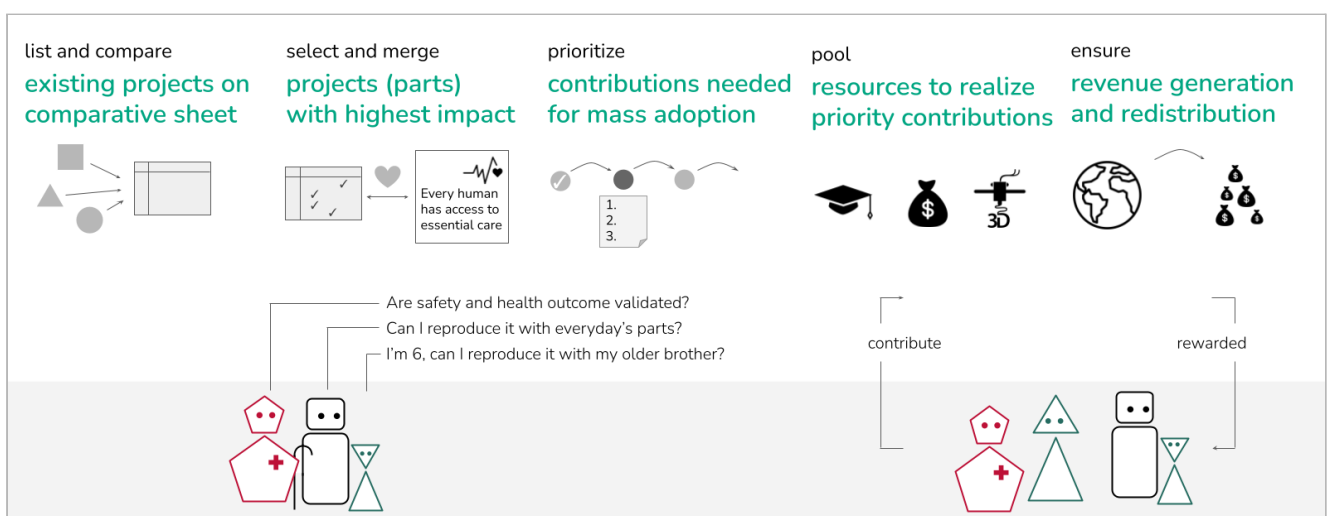 list and compare
existing projects on
comparative sheet
select and merge
projects (parts)
with highest impact
Every human
has access to
essential care
prioritize
contributions needed
for mass adoption
1.
2.
3.
pool
resources to realize
priority contributions
$
3D
ensure
revenue generation
and redistribution
$
$
$
$
$
$
Are safety and health outcome validated?
Can I reproduce it with everyday's parts?
I'm 6, can I reproduce it with my older brother?
contribute
rewarded